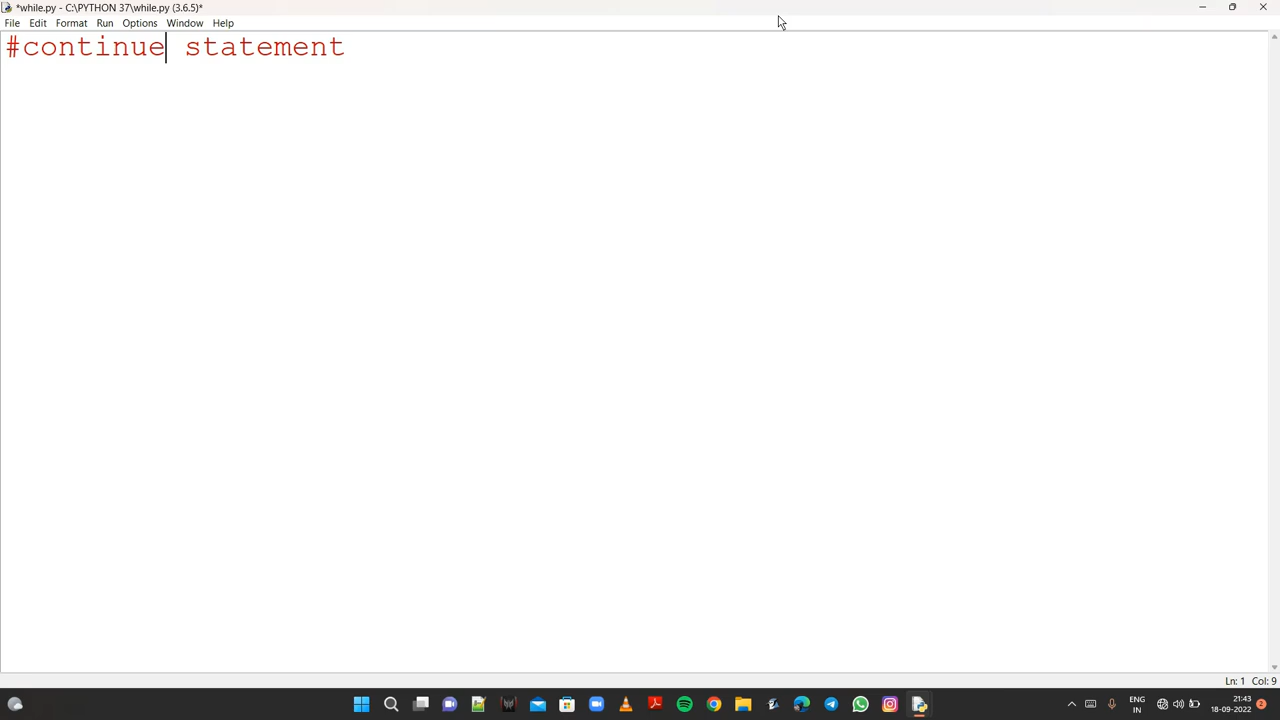 *while.py - C:\PYTHON 37\while.py (3.6.5)*
File Edit Format Run Options Window Help
#continue statement
Ln: 1 Col: 9
ENG
IN
21:43
18-09-2022
2